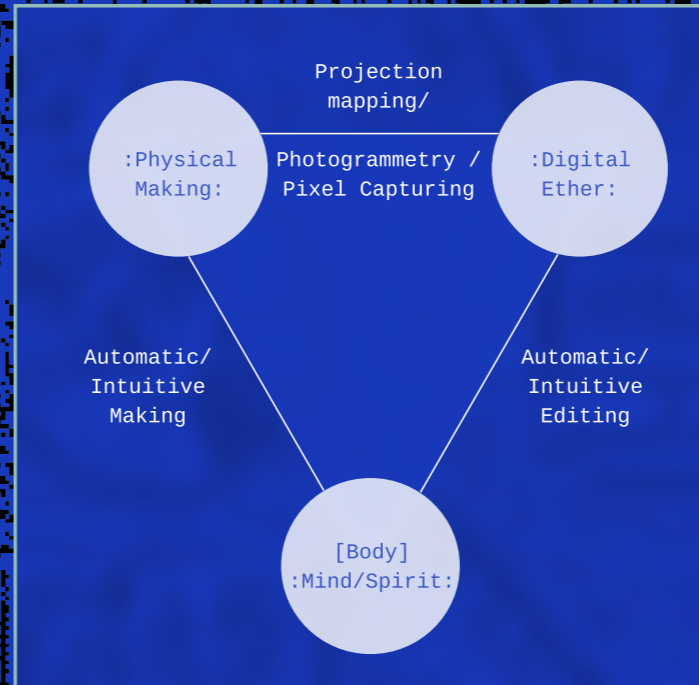 Projection
mapping/
:Physical
Making:
Photogrammetry /
Pixel Capturing
:Digital
Ether:
Automatic/
Intuitive
Making
Automatic/
Intuitive
Editing
[Body]
:Mind/Spirit: